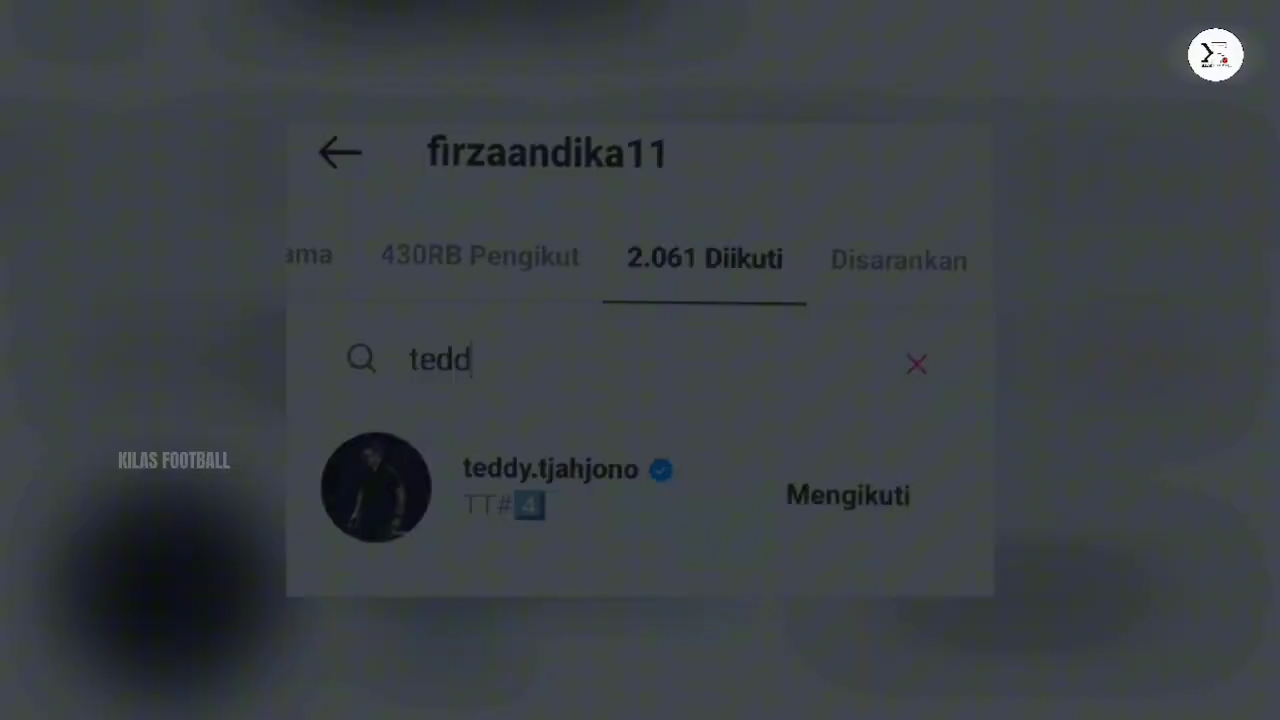 firzaandika11
ama 430RB Pengikut 2.061 Diikuti Disarankan
tedd
KILAS FOOTBALL
teddy.tjahjono
TT#4️⃣ Mengikuti